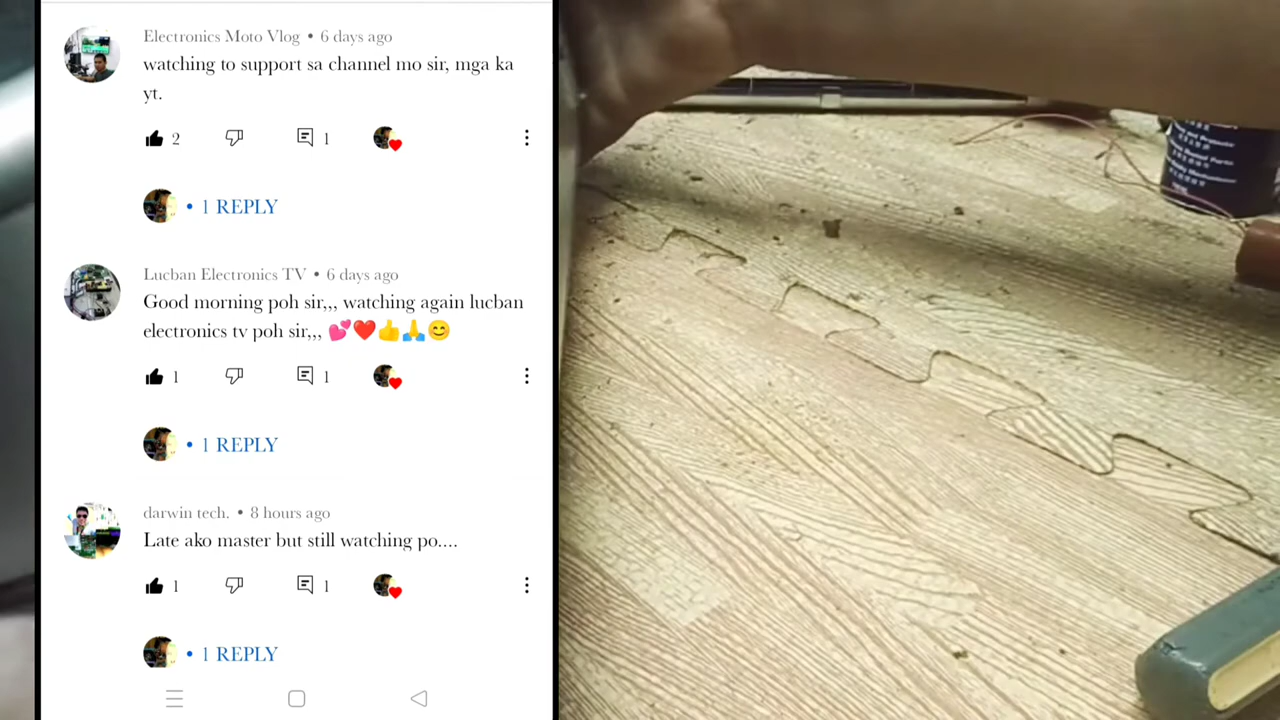 Electronics Moto Vlog • 6 days ago
watching to support sa channel mo sir, mga ka
yt.
2
1
• 1 REPLY
Lucban Electronics TV • 6 days ago
Good morning poh sir,,, watching again lucban
electronics tv poh sir,,, 💕❤️👍🙏😊
1
1
• 1 REPLY
darwin tech. • 8 hours ago
Late ako master but still watching po....
1
1
• 1 REPLY